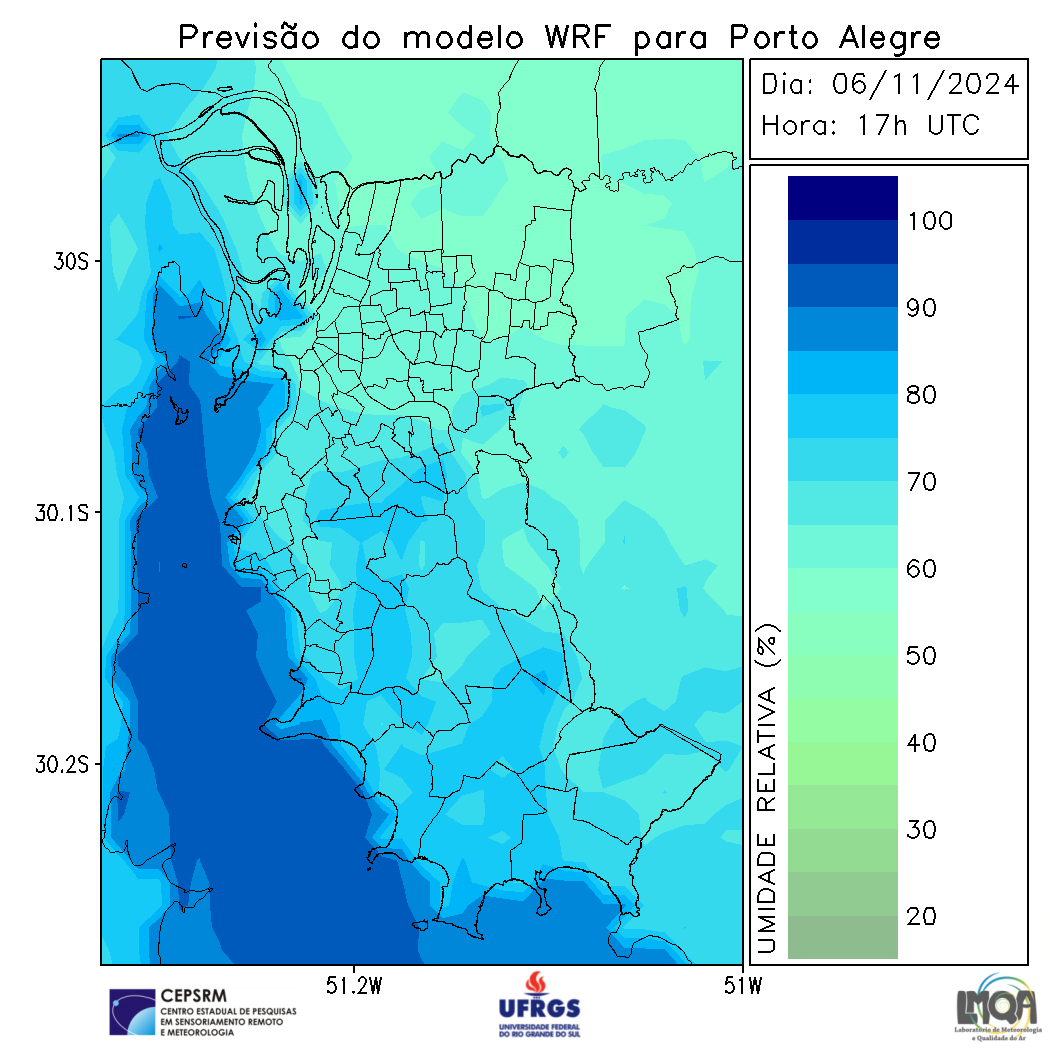 Previsão do modelo WRF para Porto Alegre
Dia: 06/11/2024
Hora: 17h UTC
100
90
80
70
60
50
40
30
20
UMIDADE RELATIVA (%)
30S
30.1S
30.2S
51.2W
51W
CEPSRM
CENTRO ESTADUAL DE PESQUISAS
EM SENSORIAMENTO REMOTO
E METEOROLOGIA
UFRGS
UNIVERSIDADE FEDERAL
DO RIO GRANDE DO SUL
LMQA
Laboratório de Meteorologia
e Qualidade do Ar